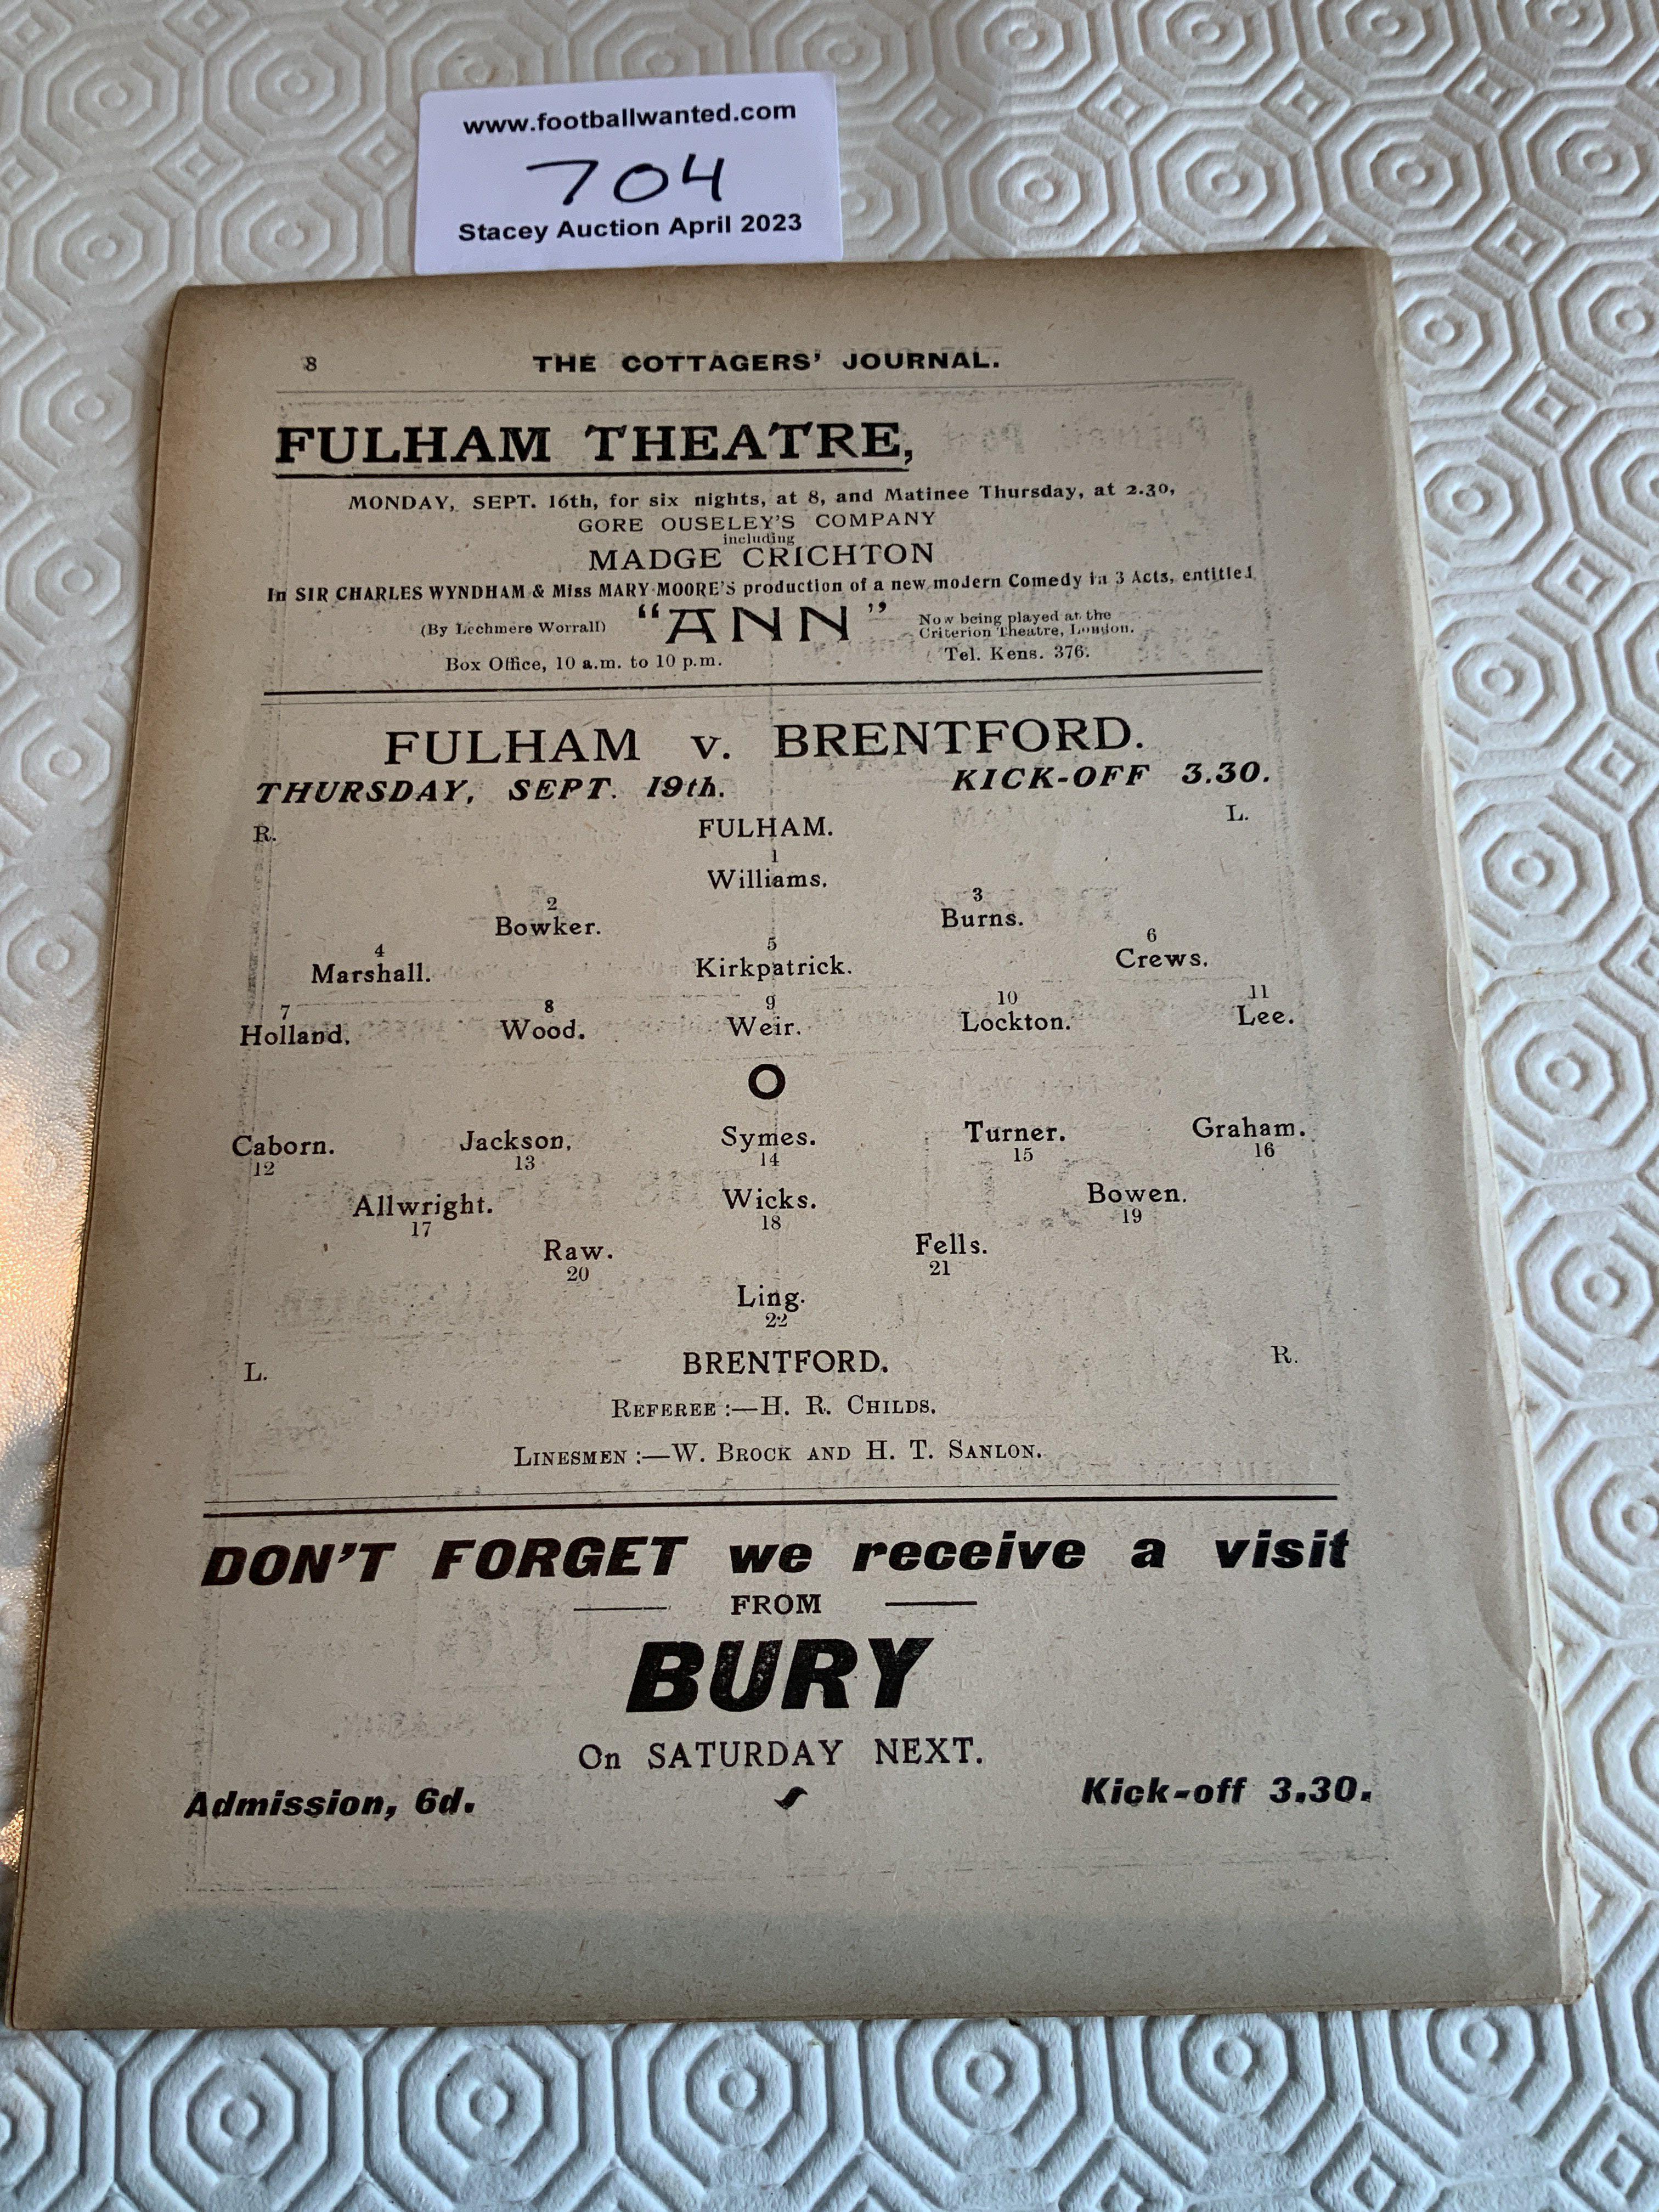 www.footballwanted.com
704
Stacey Auction April 2023
8 THE COTTAGERS' JOURNAL.
FULHAM THEATRE,
MONDAY, SEPT. 16th, for six nights, at 8, and Matinee Thursday, at 2.30,
GORE OUSELEY'S COMPANY
including
MADGE CRICHTON
In SIR CHARLES WYNDHAM & Miss MARY MOORE'S production of a new modern Comedy in 3 Acts, entitled
(By Lechmere Worrall) "ANN" Now being played at the
Criterion Theatre, London.
Box Office, 10 a.m. to 10 p.m. Tel. Kens. 376.
FULHAM v. BRENTFORD.
THURSDAY, SEPT. 19th. KICK-OFF 3.30.
R. FULHAM. L.
1
Williams.
2 3
Bowker. Burns.
4 5 6
Marshall. Kirkpatrick. Crews.
7 8 9 10 11
Holland. Wood. Weir. Lockton. Lee.
O
Caborn. Jackson. Symes. Turner. Graham.
12 13 14 15 16
Allwright. Wicks. Bowen.
17 18 19
Raw. Fells.
20 21
Ling.
22
L. BRENTFORD. R.
REFEREE :—H. R. CHILDS.
LINESMEN :—W. BROCK AND H. T. SANLON.
DON'T FORGET we receive a visit
FROM
BURY
On SATURDAY NEXT.
Admission, 6d. Kick-off 3.30.